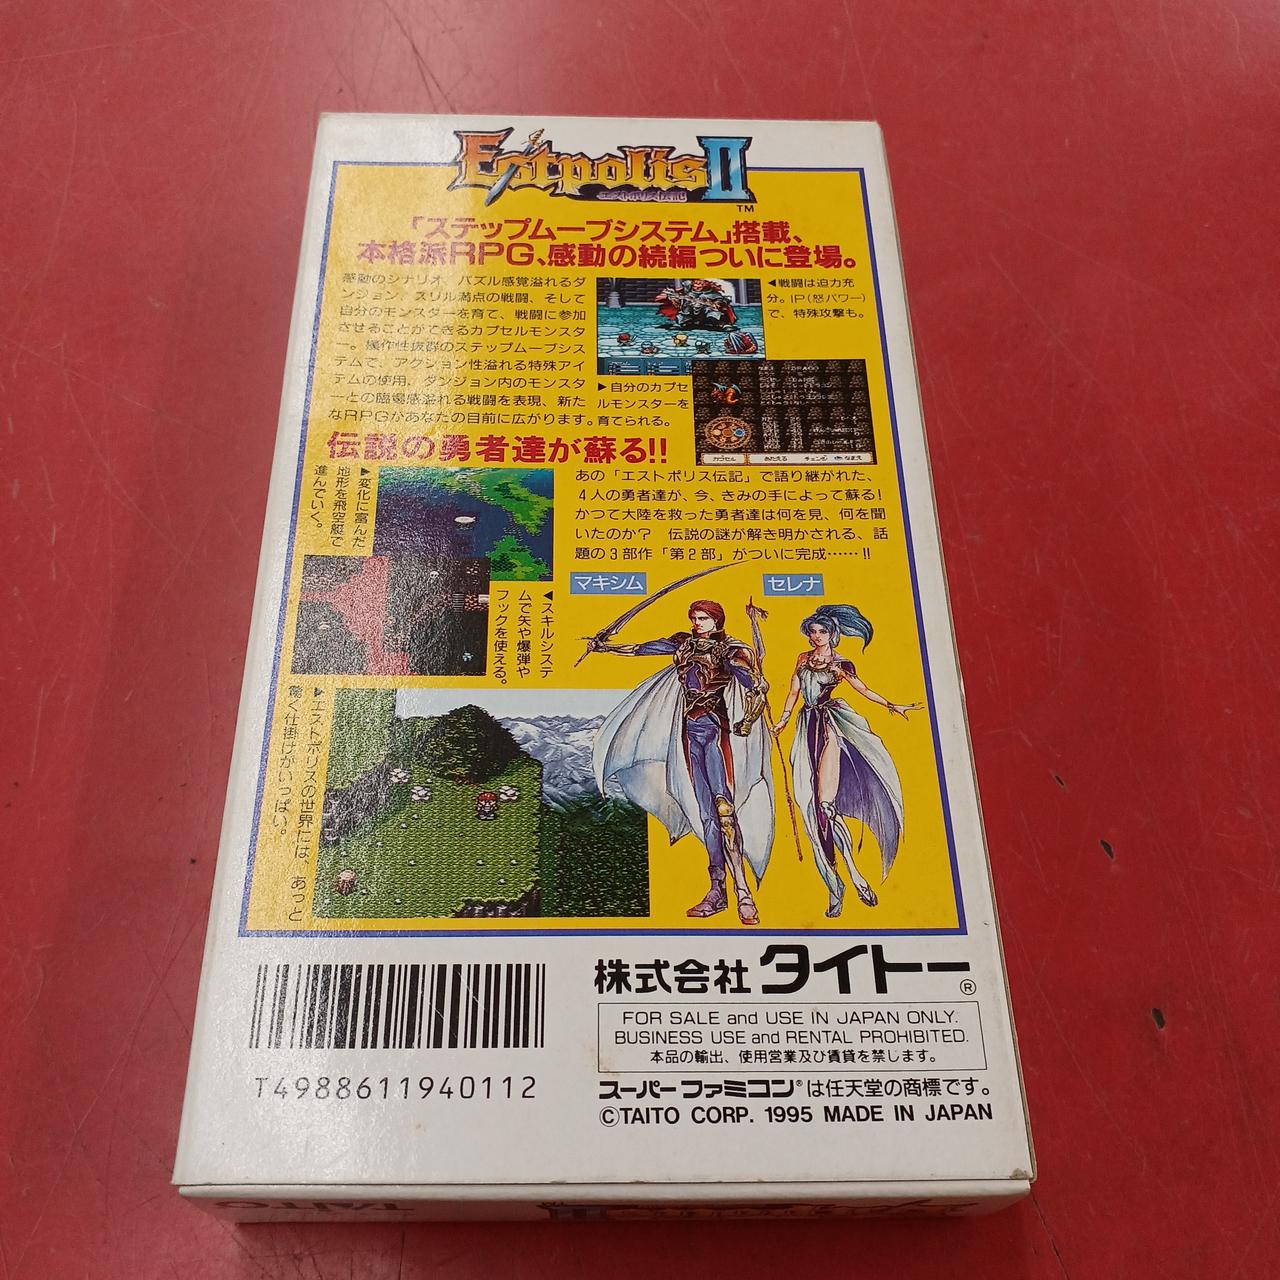 Estpolis II
エストポリス伝記
TM
「ステップムーブシステム」搭載、
本格派RPG、感動の続編ついに登場。
感動のシナリオ、パズル感覚溢れるダ
ンジョン、スリル満点の戦闘、そして
自分のモンスターを育て、戦闘に参加
させることができるカプセルモンスタ
ー。操作性抜群のステップムーブシス
テムで、アクション性溢れる特殊アイ
テムの使用、ダンジョン内のモンスタ
ーとの臨場感溢れる戦闘を表現、新た
なRPGがあなたの目前に広がります。
◀戦闘は迫力充
分。IP(怒パワー)
で、特殊攻撃も。
▶自分のカプセ
ルモンスターを
育てられる。
カプセル あたえる チェンジ なまえ
伝説の勇者達が蘇る!!
あの「エストポリス伝記」で語り継がれた、
4人の勇者達が、今、きみの手によって蘇る!
かつて大陸を救った勇者達は何を見、何を聞
いたのか? 伝説の謎が解き明かされる、話
題の3部作「第2部」がついに完成……!!
▶変化に富んだ
地形を飛空艇で
進んでいく。
◀スキルシステ
ムで矢や爆弾や
フックを使える。
マキシム
セレナ
▶エストポリスの世界には、あっと
驚く仕掛けがいっぱい。
株式会社タイトー®
FOR SALE and USE IN JAPAN ONLY.
BUSINESS USE and RENTAL PROHIBITED.
本品の輸出、使用営業及び賃貸を禁じます。
スーパーファミコン®は任天堂の商標です。
©TAITO CORP. 1995 MADE IN JAPAN
T4988611940112
TAITO